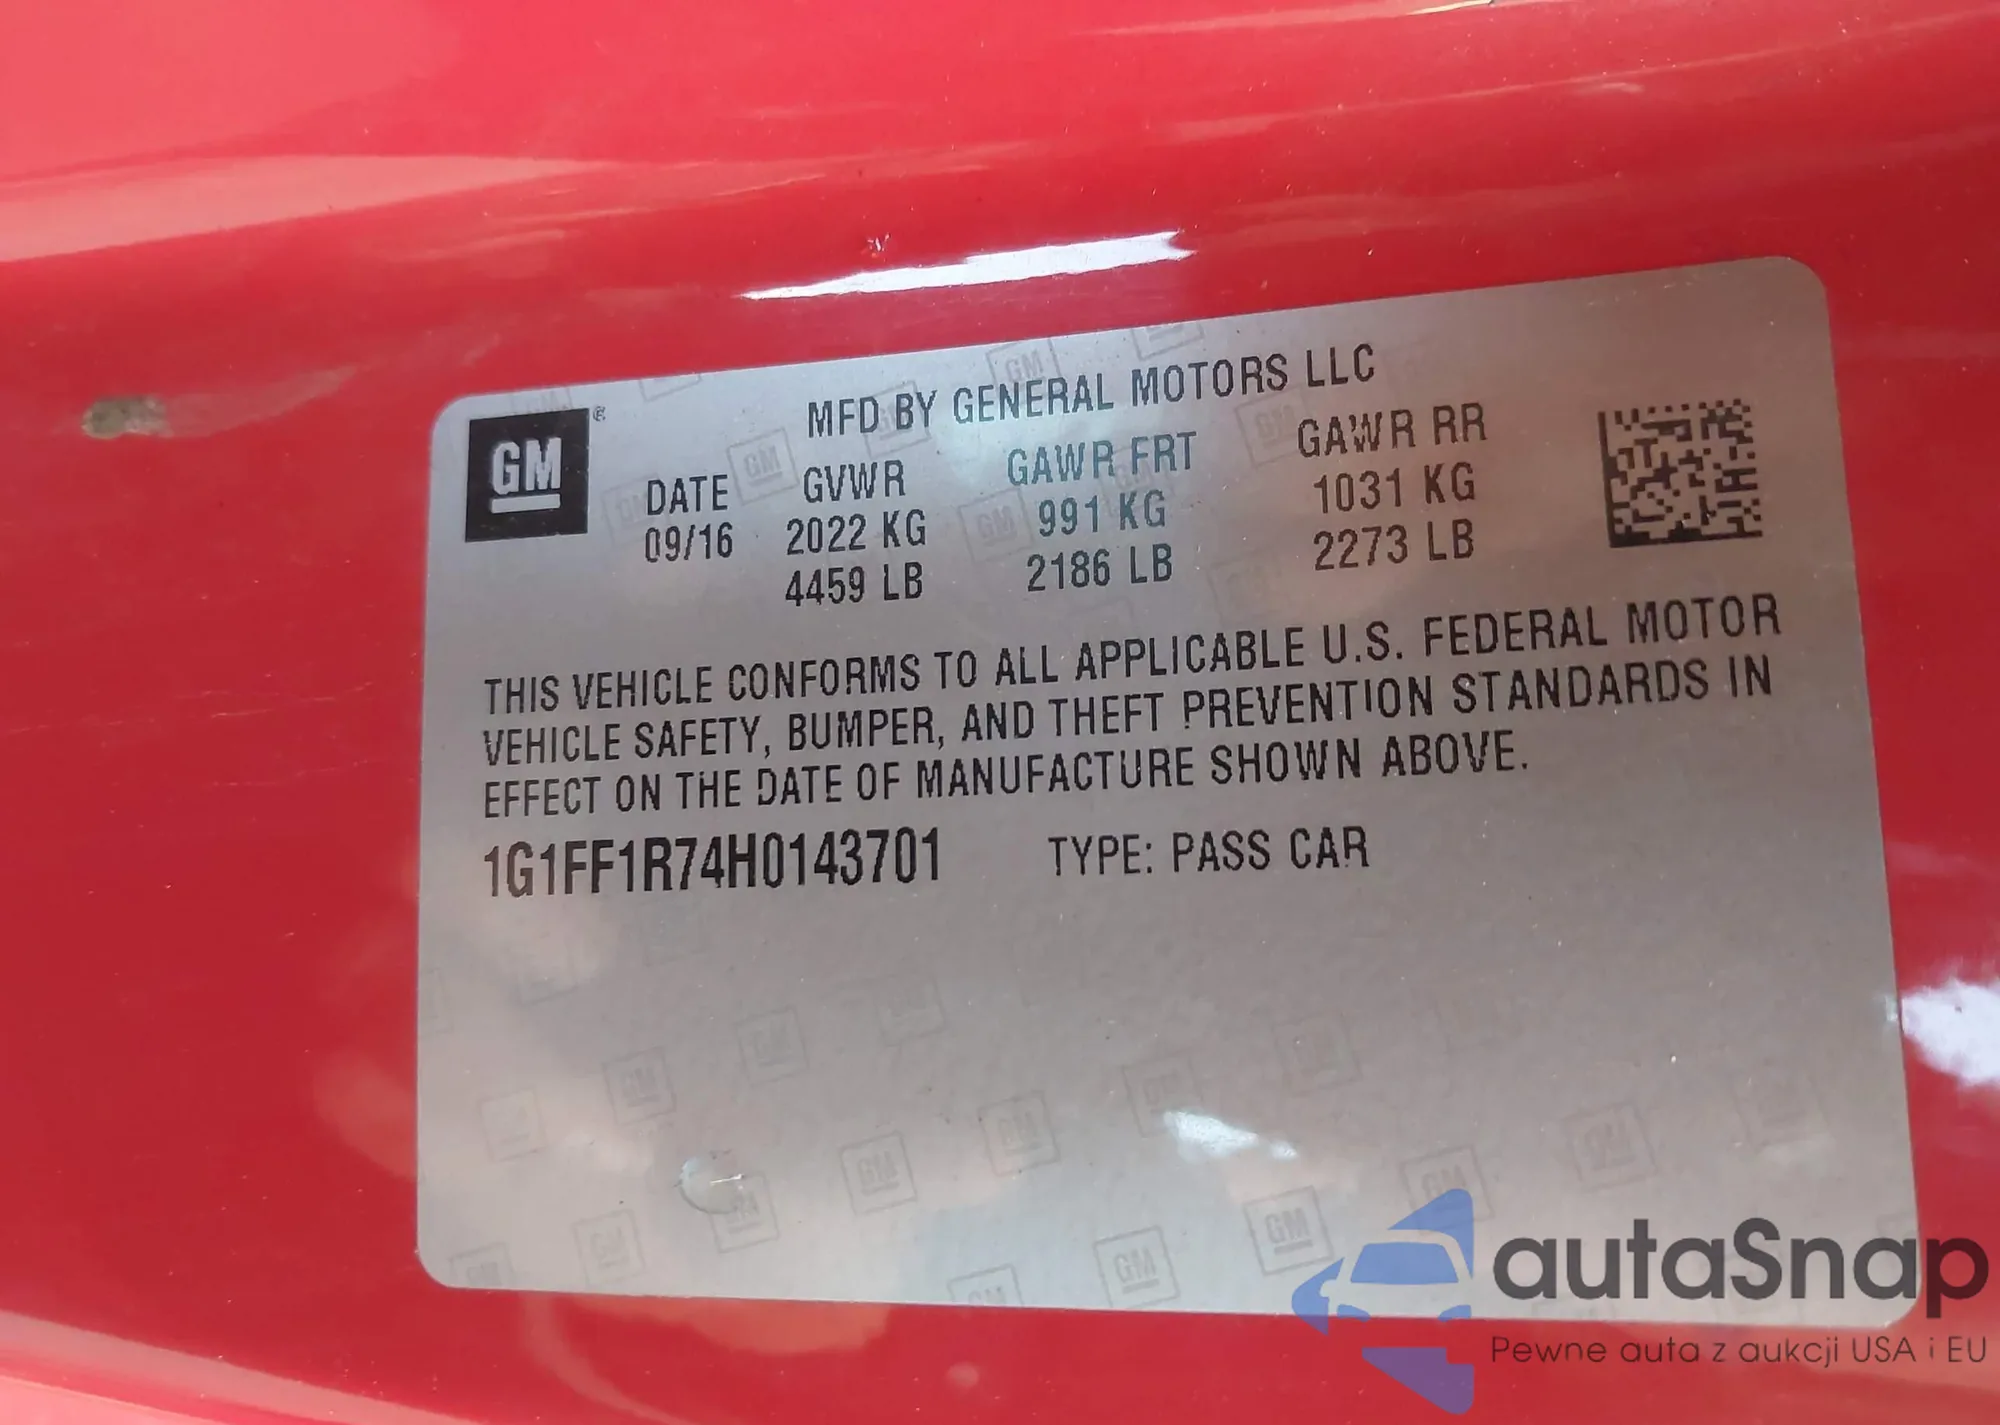 GM®
MFD BY GENERAL MOTORS LLC
DATE GVWR GAWR FRT GAWR RR
09/16 2022 KG 991 KG 1031 KG
4459 LB 2186 LB 2273 LB
THIS VEHICLE CONFORMS TO ALL APPLICABLE U.S. FEDERAL MOTOR
VEHICLE SAFETY, BUMPER, AND THEFT PREVENTION STANDARDS IN
EFFECT ON THE DATE OF MANUFACTURE SHOWN ABOVE.
1G1FF1R74H0143701 TYPE: PASS CAR
autaSnap
Pewne auta z aukcji USA i EU